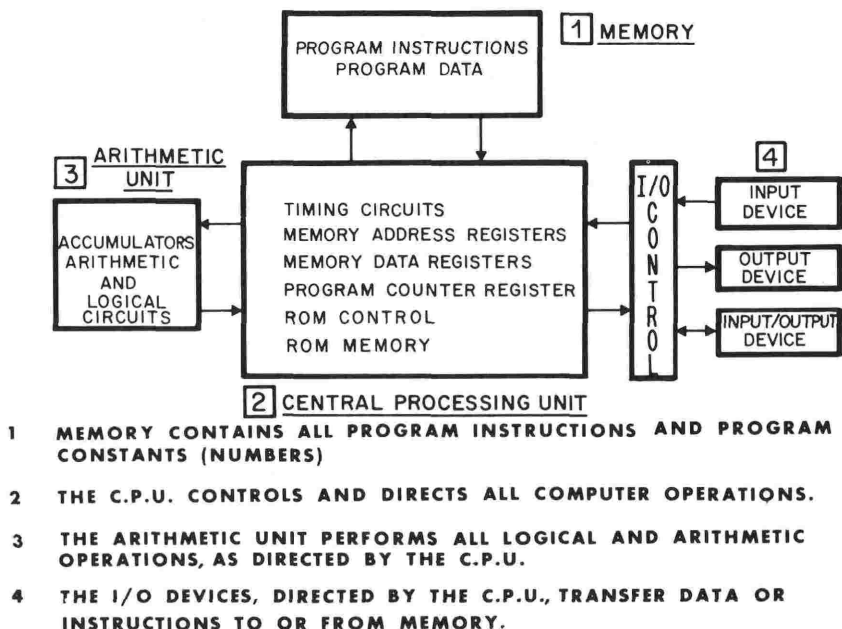 1 MEMORY
PROGRAM INSTRUCTIONS
PROGRAM DATA
3 ARITHMETIC
UNIT
ACCUMULATORS
ARITHMETIC
AND
LOGICAL
CIRCUITS
TIMING CIRCUITS
MEMORY ADDRESS REGISTERS
MEMORY DATA REGISTERS
PROGRAM COUNTER REGISTER
ROM CONTROL
ROM MEMORY
2 CENTRAL PROCESSING UNIT
I/O
CONTROL
4
INPUT
DEVICE
OUTPUT
DEVICE
INPUT/OUTPUT
DEVICE
1 MEMORY CONTAINS ALL PROGRAM INSTRUCTIONS AND PROGRAM
CONSTANTS (NUMBERS)
2 THE C.P.U. CONTROLS AND DIRECTS ALL COMPUTER OPERATIONS.
3 THE ARITHMETIC UNIT PERFORMS ALL LOGICAL AND ARITHMETIC
OPERATIONS, AS DIRECTED BY THE C.P.U.
4 THE I/O DEVICES, DIRECTED BY THE C.P.U., TRANSFER DATA OR
INSTRUCTIONS TO OR FROM MEMORY.